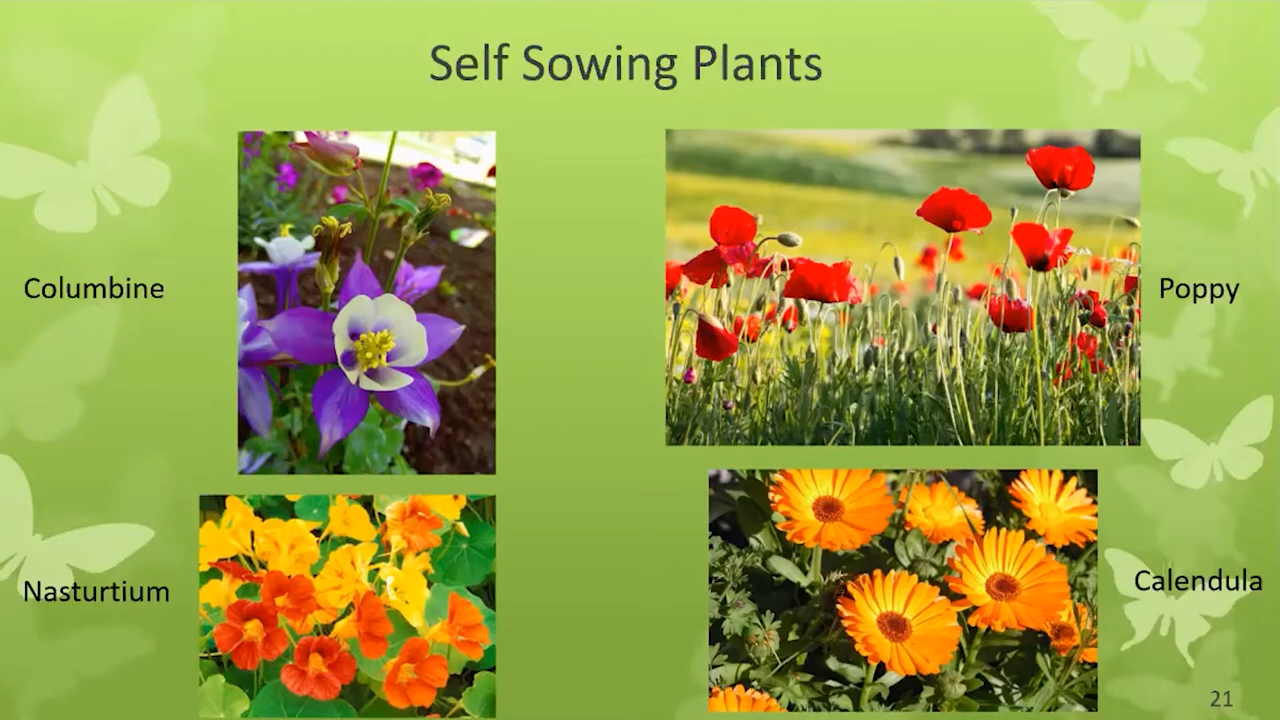 Self Sowing Plants
Columbine
Poppy
Nasturtium
Calendula
21